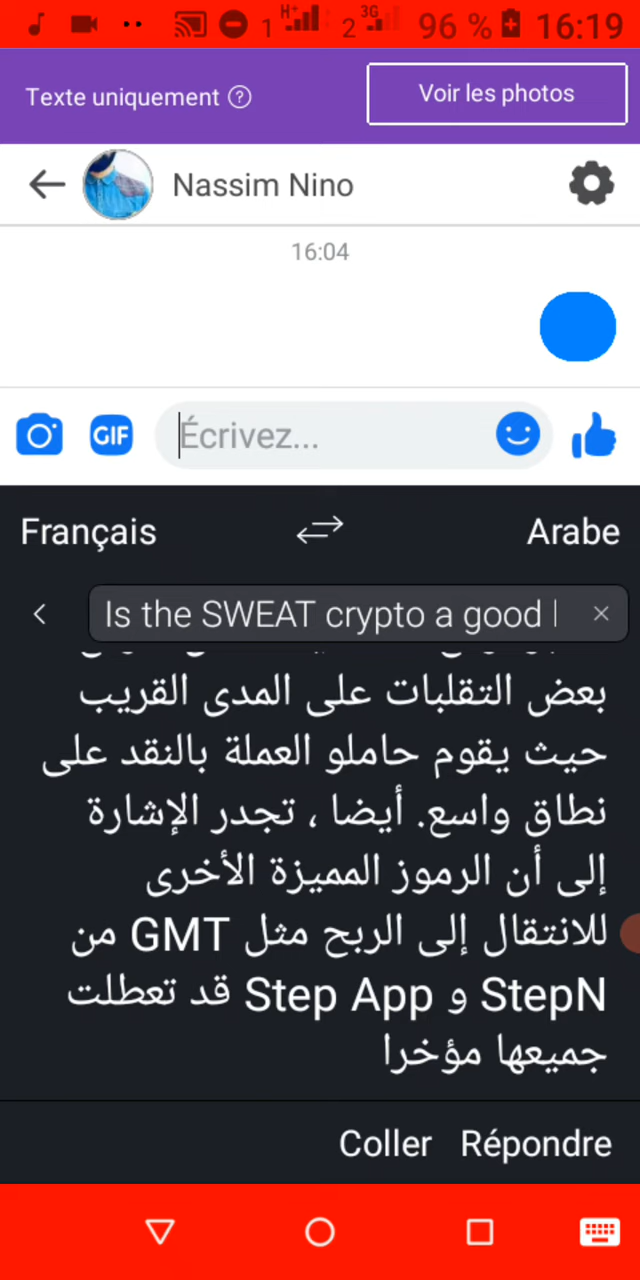 1 H+ 2 3G 96 % 16:19
Texte uniquement ?
Voir les photos
Nassim Nino
16:04
GIF
Écrivez...
Français
Arabe
Is the SWEAT crypto a good
بعض التقلبات على المدى القريب
حيث يقوم حاملو العملة بالنقد على
نطاق واسع. أيضا ، تجدر الإشارة
إلى أن الرموز المميزة الأخرى
للانتقال إلى الربح مثل GMT من
StepN و Step App قد تعطلت
جميعها مؤخرا
Coller Répondre